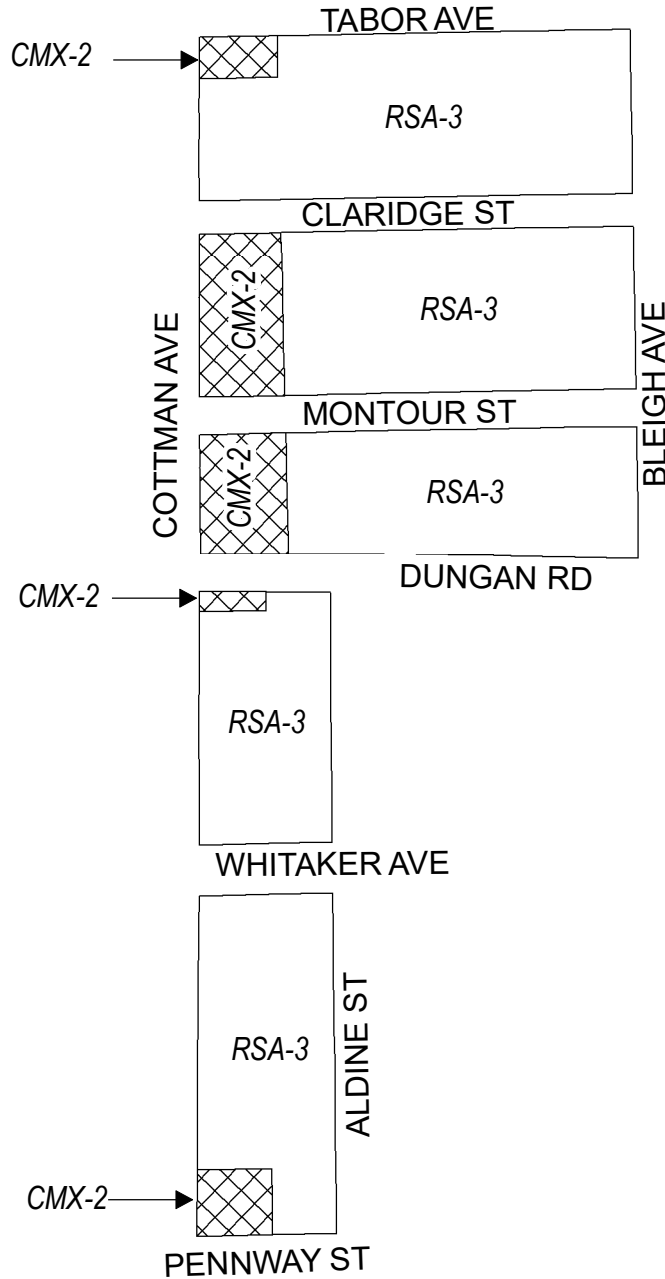 TABOR AVE
CMX-2
RSA-3
CLARIDGE ST
CMX-2
RSA-3
COTTMAN AVE
BLEIGH AVE
MONTOUR ST
CMX-2
RSA-3
DUNGAN RD
CMX-2
RSA-3
WHITAKER AVE
RSA-3
ALDINE ST
CMX-2
PENNWAY ST